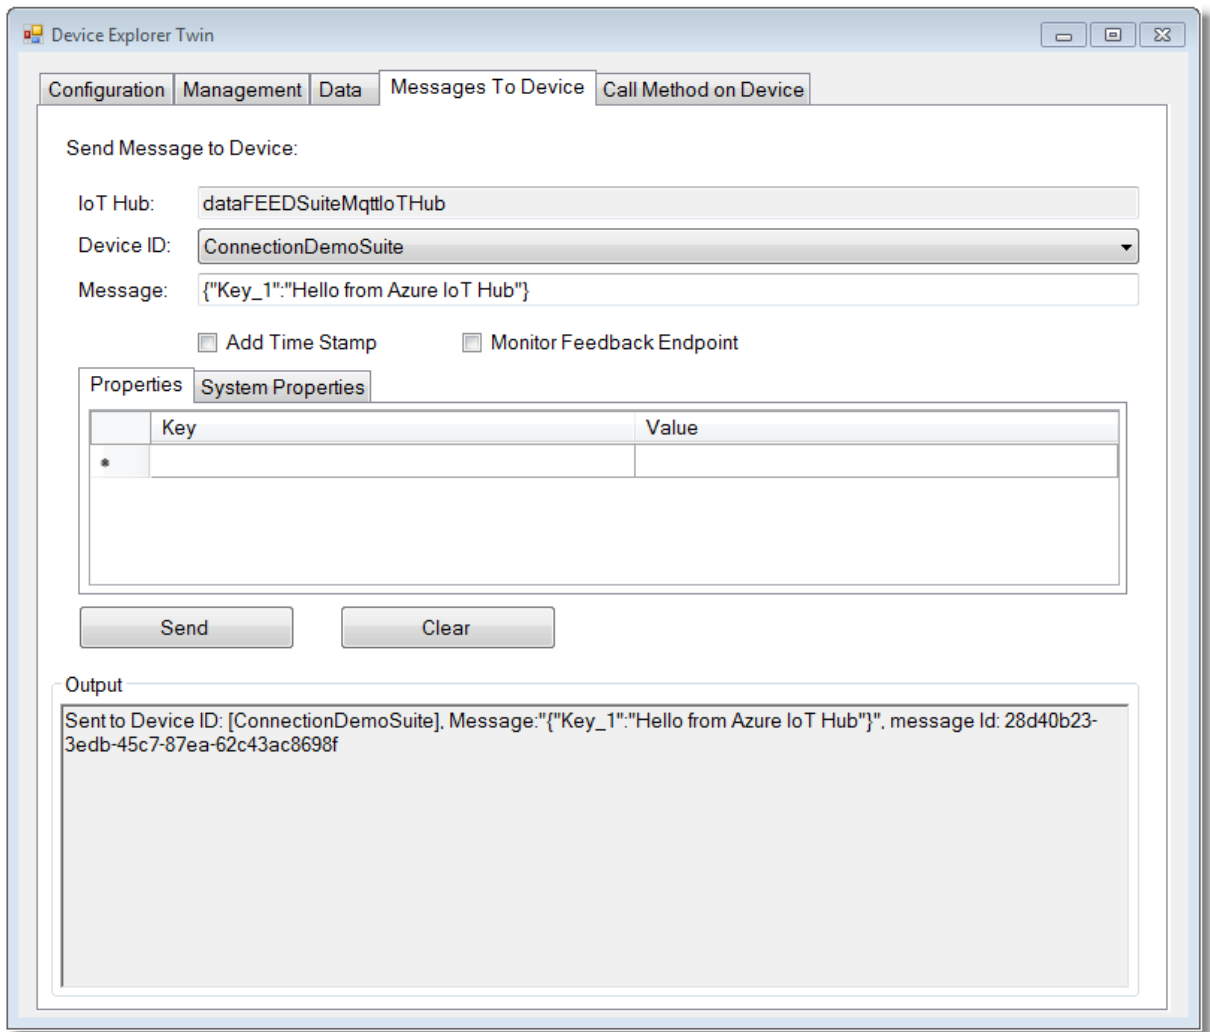 Device Explorer Twin
Configuration Management Data Messages To Device Call Method on Device
Send Message to Device:
IoT Hub: dataFEEDSuiteMqttIoTHub
Device ID: ConnectionDemoSuite
Message: {"Key_1":"Hello from Azure IoT Hub"}
Add Time Stamp Monitor Feedback Endpoint
Properties System Properties
Key Value
*
Send Clear
Output
Sent to Device ID: [ConnectionDemoSuite], Message:"{"Key_1":"Hello from Azure IoT Hub"}", message Id: 28d40b23-
3edb-45c7-87ea-62c43ac8698f